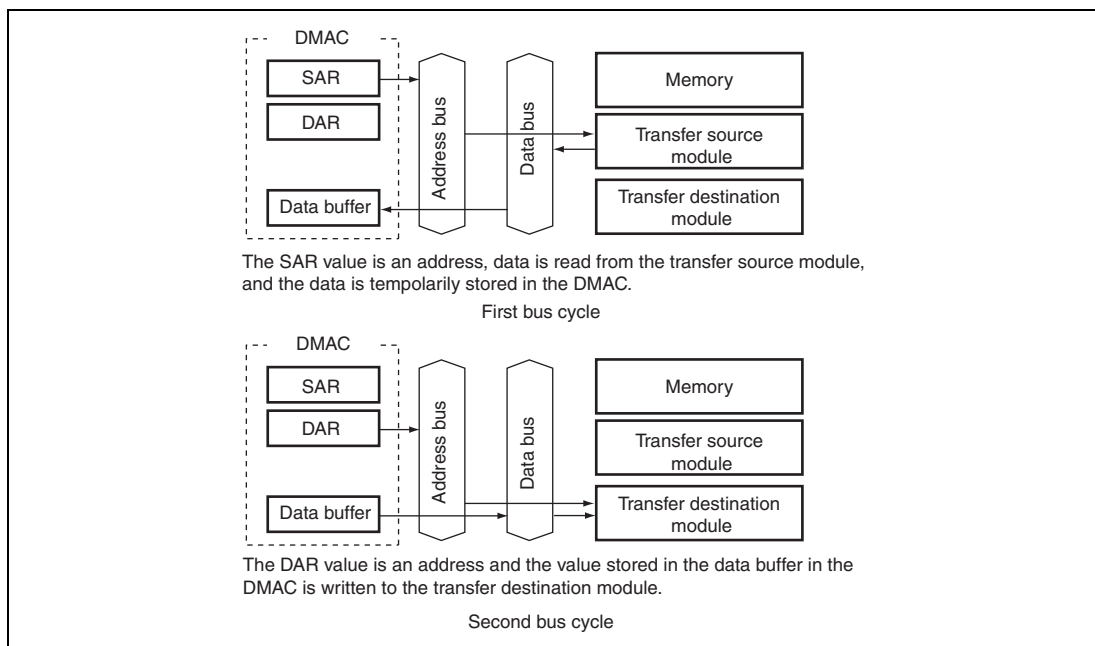 DMAC
SAR
DAR
Data buffer
Address bus
Data bus
Memory
Transfer source
module
Transfer destination
module
The SAR value is an address, data is read from the transfer source module,
and the data is tempolarily stored in the DMAC.
First bus cycle
DMAC
SAR
DAR
Data buffer
Address bus
Data bus
Memory
Transfer source
module
Transfer destination
module
The DAR value is an address and the value stored in the data buffer in the
DMAC is written to the transfer destination module.
Second bus cycle